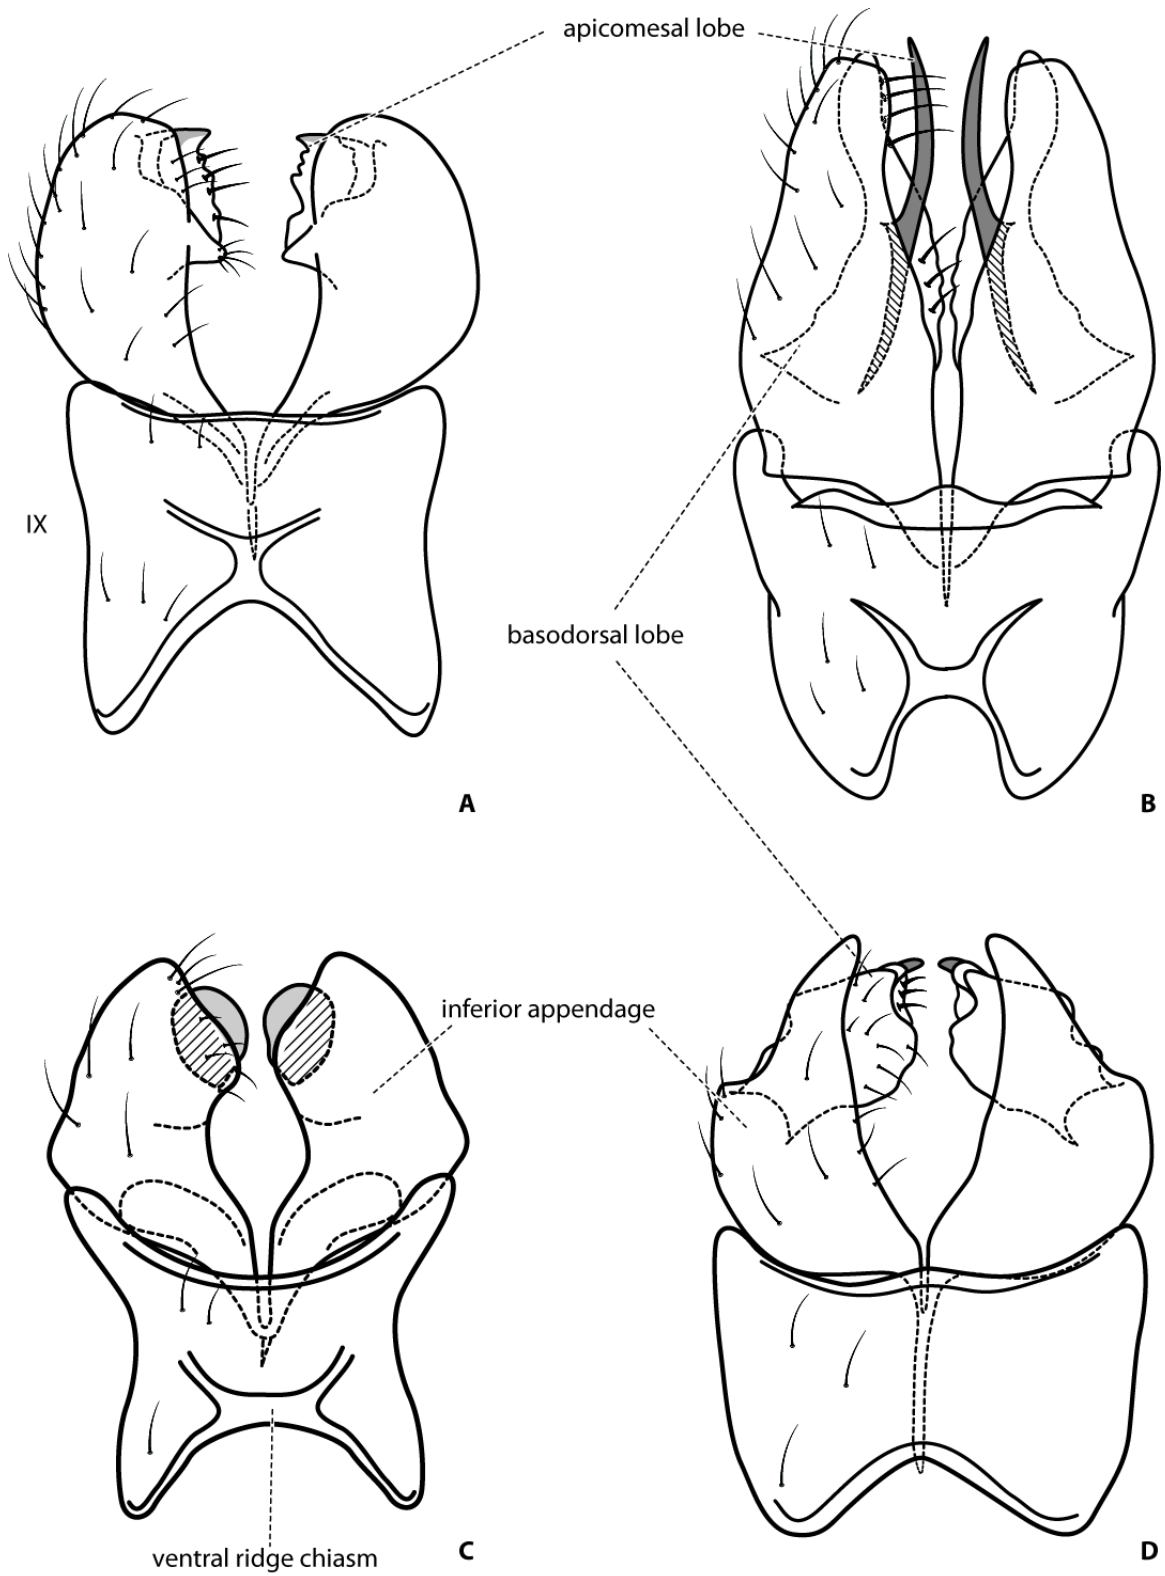 apicomesal lobe
IX
basodorsal lobe
A
B
inferior appendage
ventral ridge chiasm
C
D